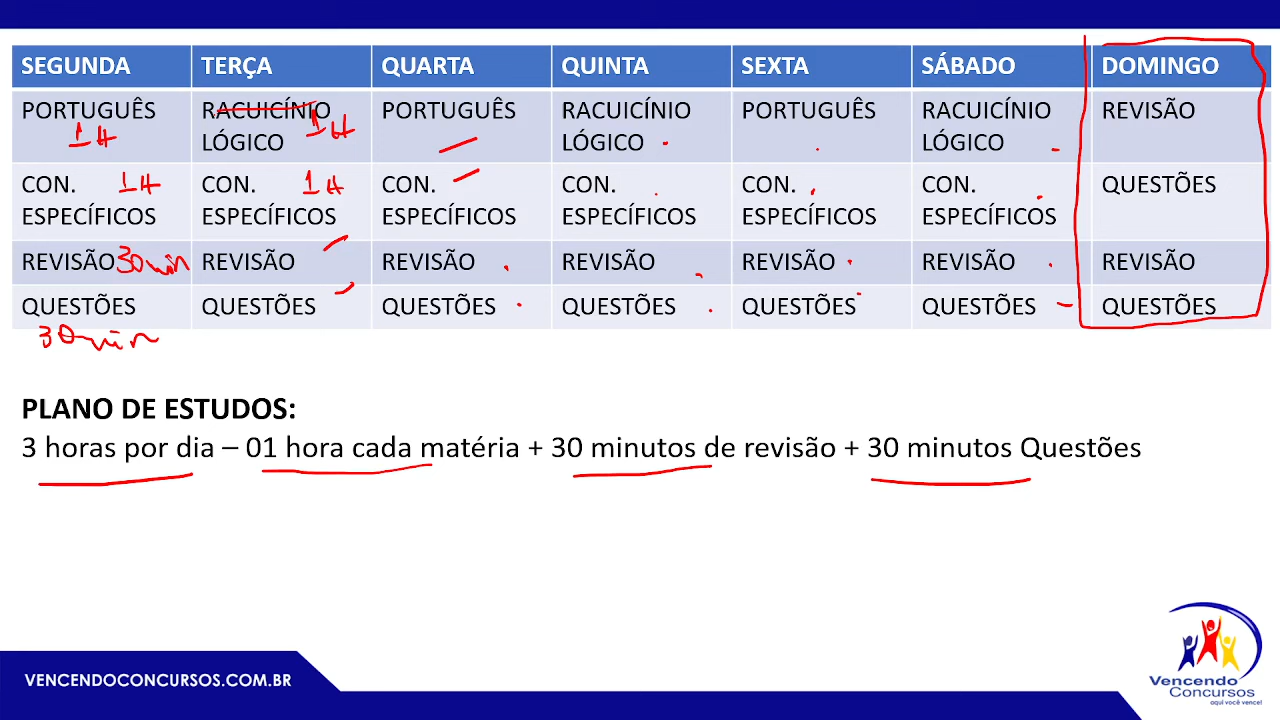 SEGUNDA TERÇA QUARTA QUINTA SEXTA SÁBADO DOMINGO
PORTUGUÊS RACUICÍNIO PORTUGUÊS RACUICÍNIO PORTUGUÊS RACUICÍNIO REVISÃO
1H LÓGICO 1H LÓGICO LÓGICO
CON. 1H CON. 1H CON. CON. CON. CON. QUESTÕES
ESPECÍFICOS ESPECÍFICOS ESPECÍFICOS ESPECÍFICOS ESPECÍFICOS ESPECÍFICOS
REVISÃO 30min REVISÃO REVISÃO REVISÃO REVISÃO REVISÃO REVISÃO
QUESTÕES QUESTÕES QUESTÕES QUESTÕES QUESTÕES QUESTÕES QUESTÕES
30min
PLANO DE ESTUDOS:
3 horas por dia – 01 hora cada matéria + 30 minutos de revisão + 30 minutos Questões
VENCENDOCONCURSOS.COM.BR
Vencendo
Concursos
aqui você vence!